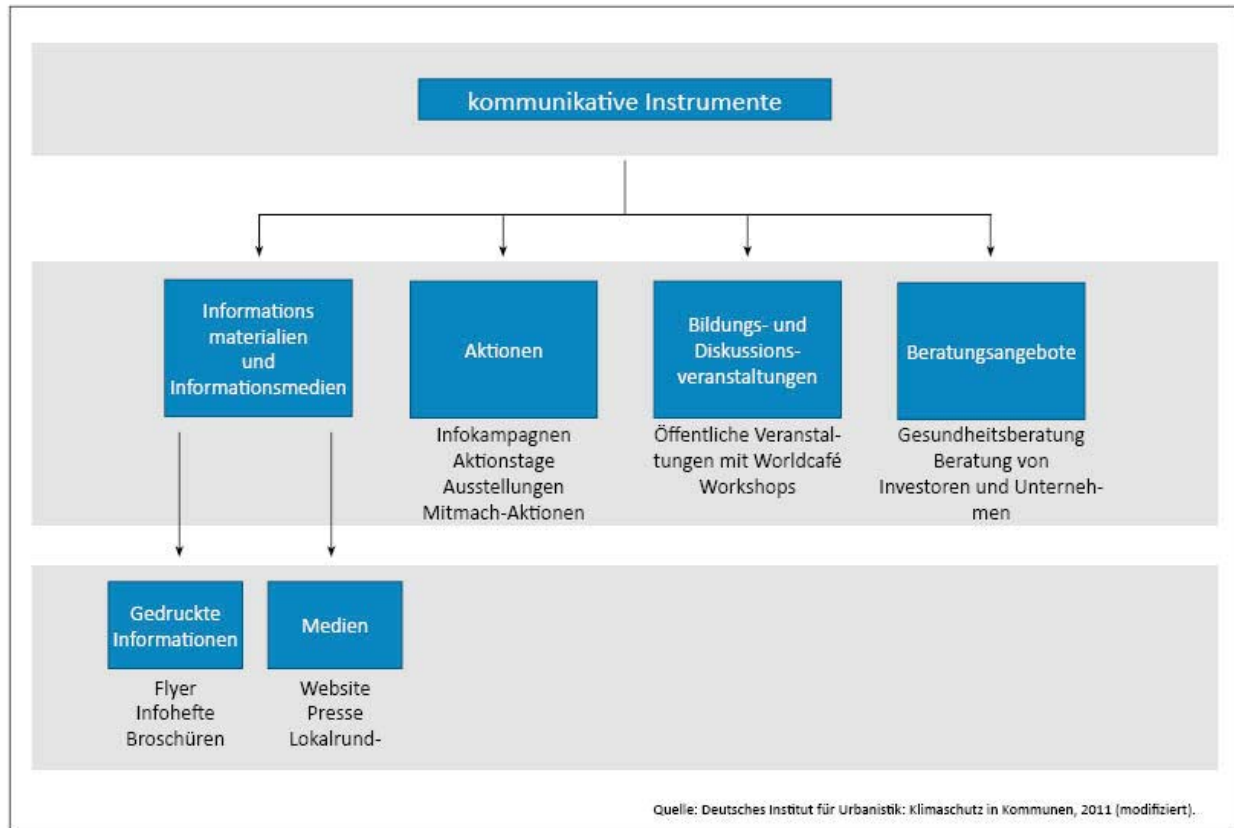 kommunikative Instrumente
Informations
materialien
und
Informationsmedien
Aktionen
Infokampagnen
Aktionstage
Ausstellungen
Mitmach-Aktionen
Bildungs- und
Diskussions-
veranstaltungen
Öffentliche Veranstal-
tungen mit Worldcafé
Workshops
Beratungsangebote
Gesundheitsberatung
Beratung von
Investoren und Unterneh-
men
Gedruckte
Informationen
Flyer
Infohefte
Broschüren
Medien
Website
Presse
Lokalrund-
Quelle: Deutsches Institut für Urbanistik: Klimaschutz in Kommunen, 2011 (modifiziert).